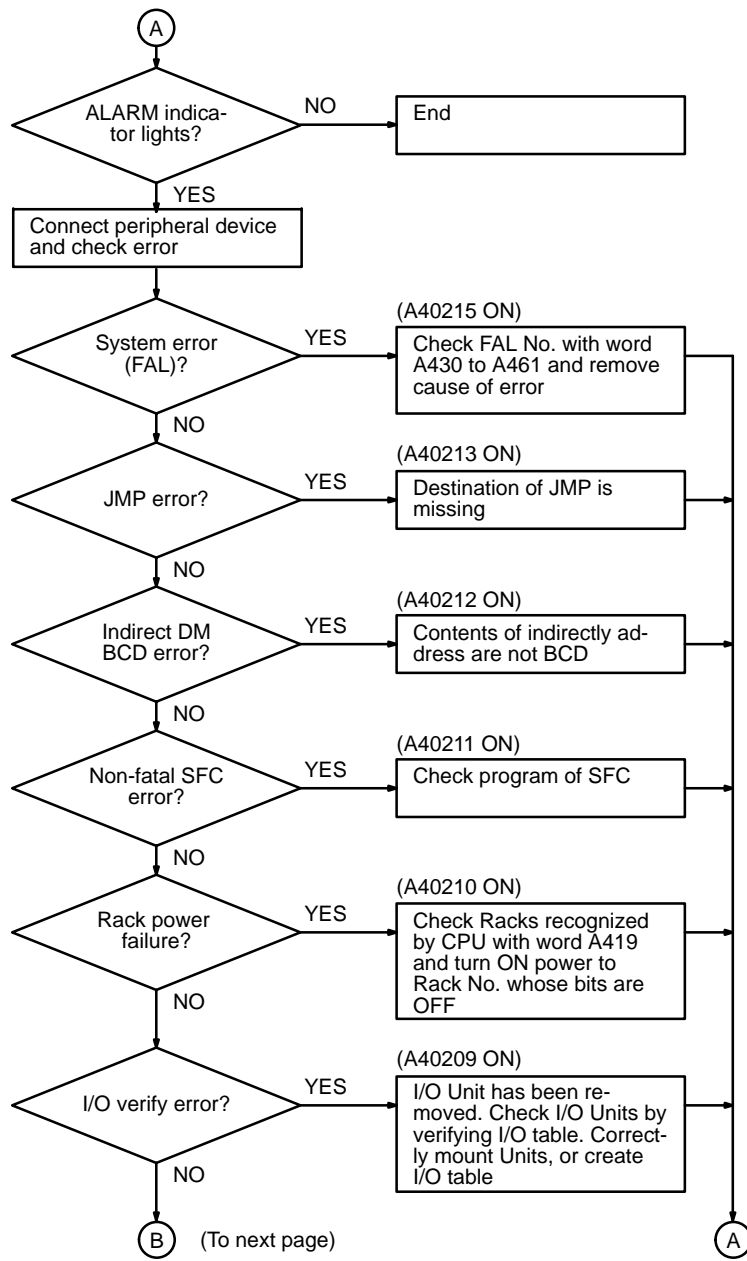 A
ALARM indica-
tor lights?
NO
End
YES
Connect peripheral device
and check error
System error
(FAL)?
YES
(A40215 ON)
Check FAL No. with word
A430 to A461 and remove
cause of error
NO
JMP error?
YES
(A40213 ON)
Destination of JMP is
missing
NO
Indirect DM
BCD error?
YES
(A40212 ON)
Contents of indirectly ad-
dress are not BCD
NO
Non-fatal SFC
error?
YES
(A40211 ON)
Check program of SFC
NO
Rack power
failure?
YES
(A40210 ON)
Check Racks recognized
by CPU with word A419
and turn ON power to
Rack No. whose bits are
OFF
NO
I/O verify error?
YES
(A40209 ON)
I/O Unit has been re-
moved. Check I/O Units by
verifying I/O table. Correct-
ly mount Units, or create
I/O table
NO
B
(To next page)
A